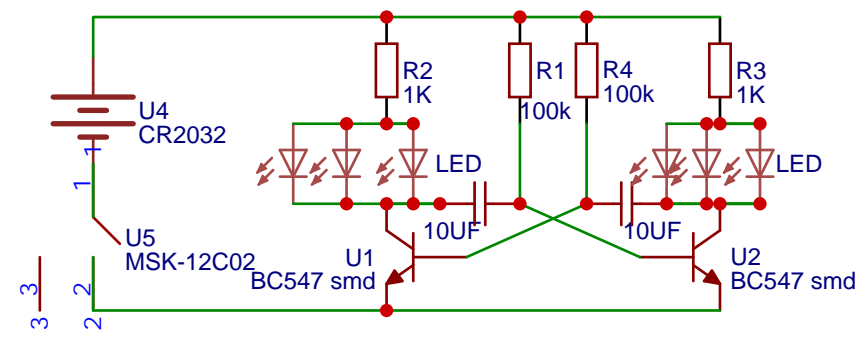 R2
1K
R1
100k
R4
100k
R3
1K
U4
CR2032
1
1
LED
LED
10UF
10UF
U5
MSK-12C02
U1
BC547 smd
U2
BC547 smd
3
2
3
2